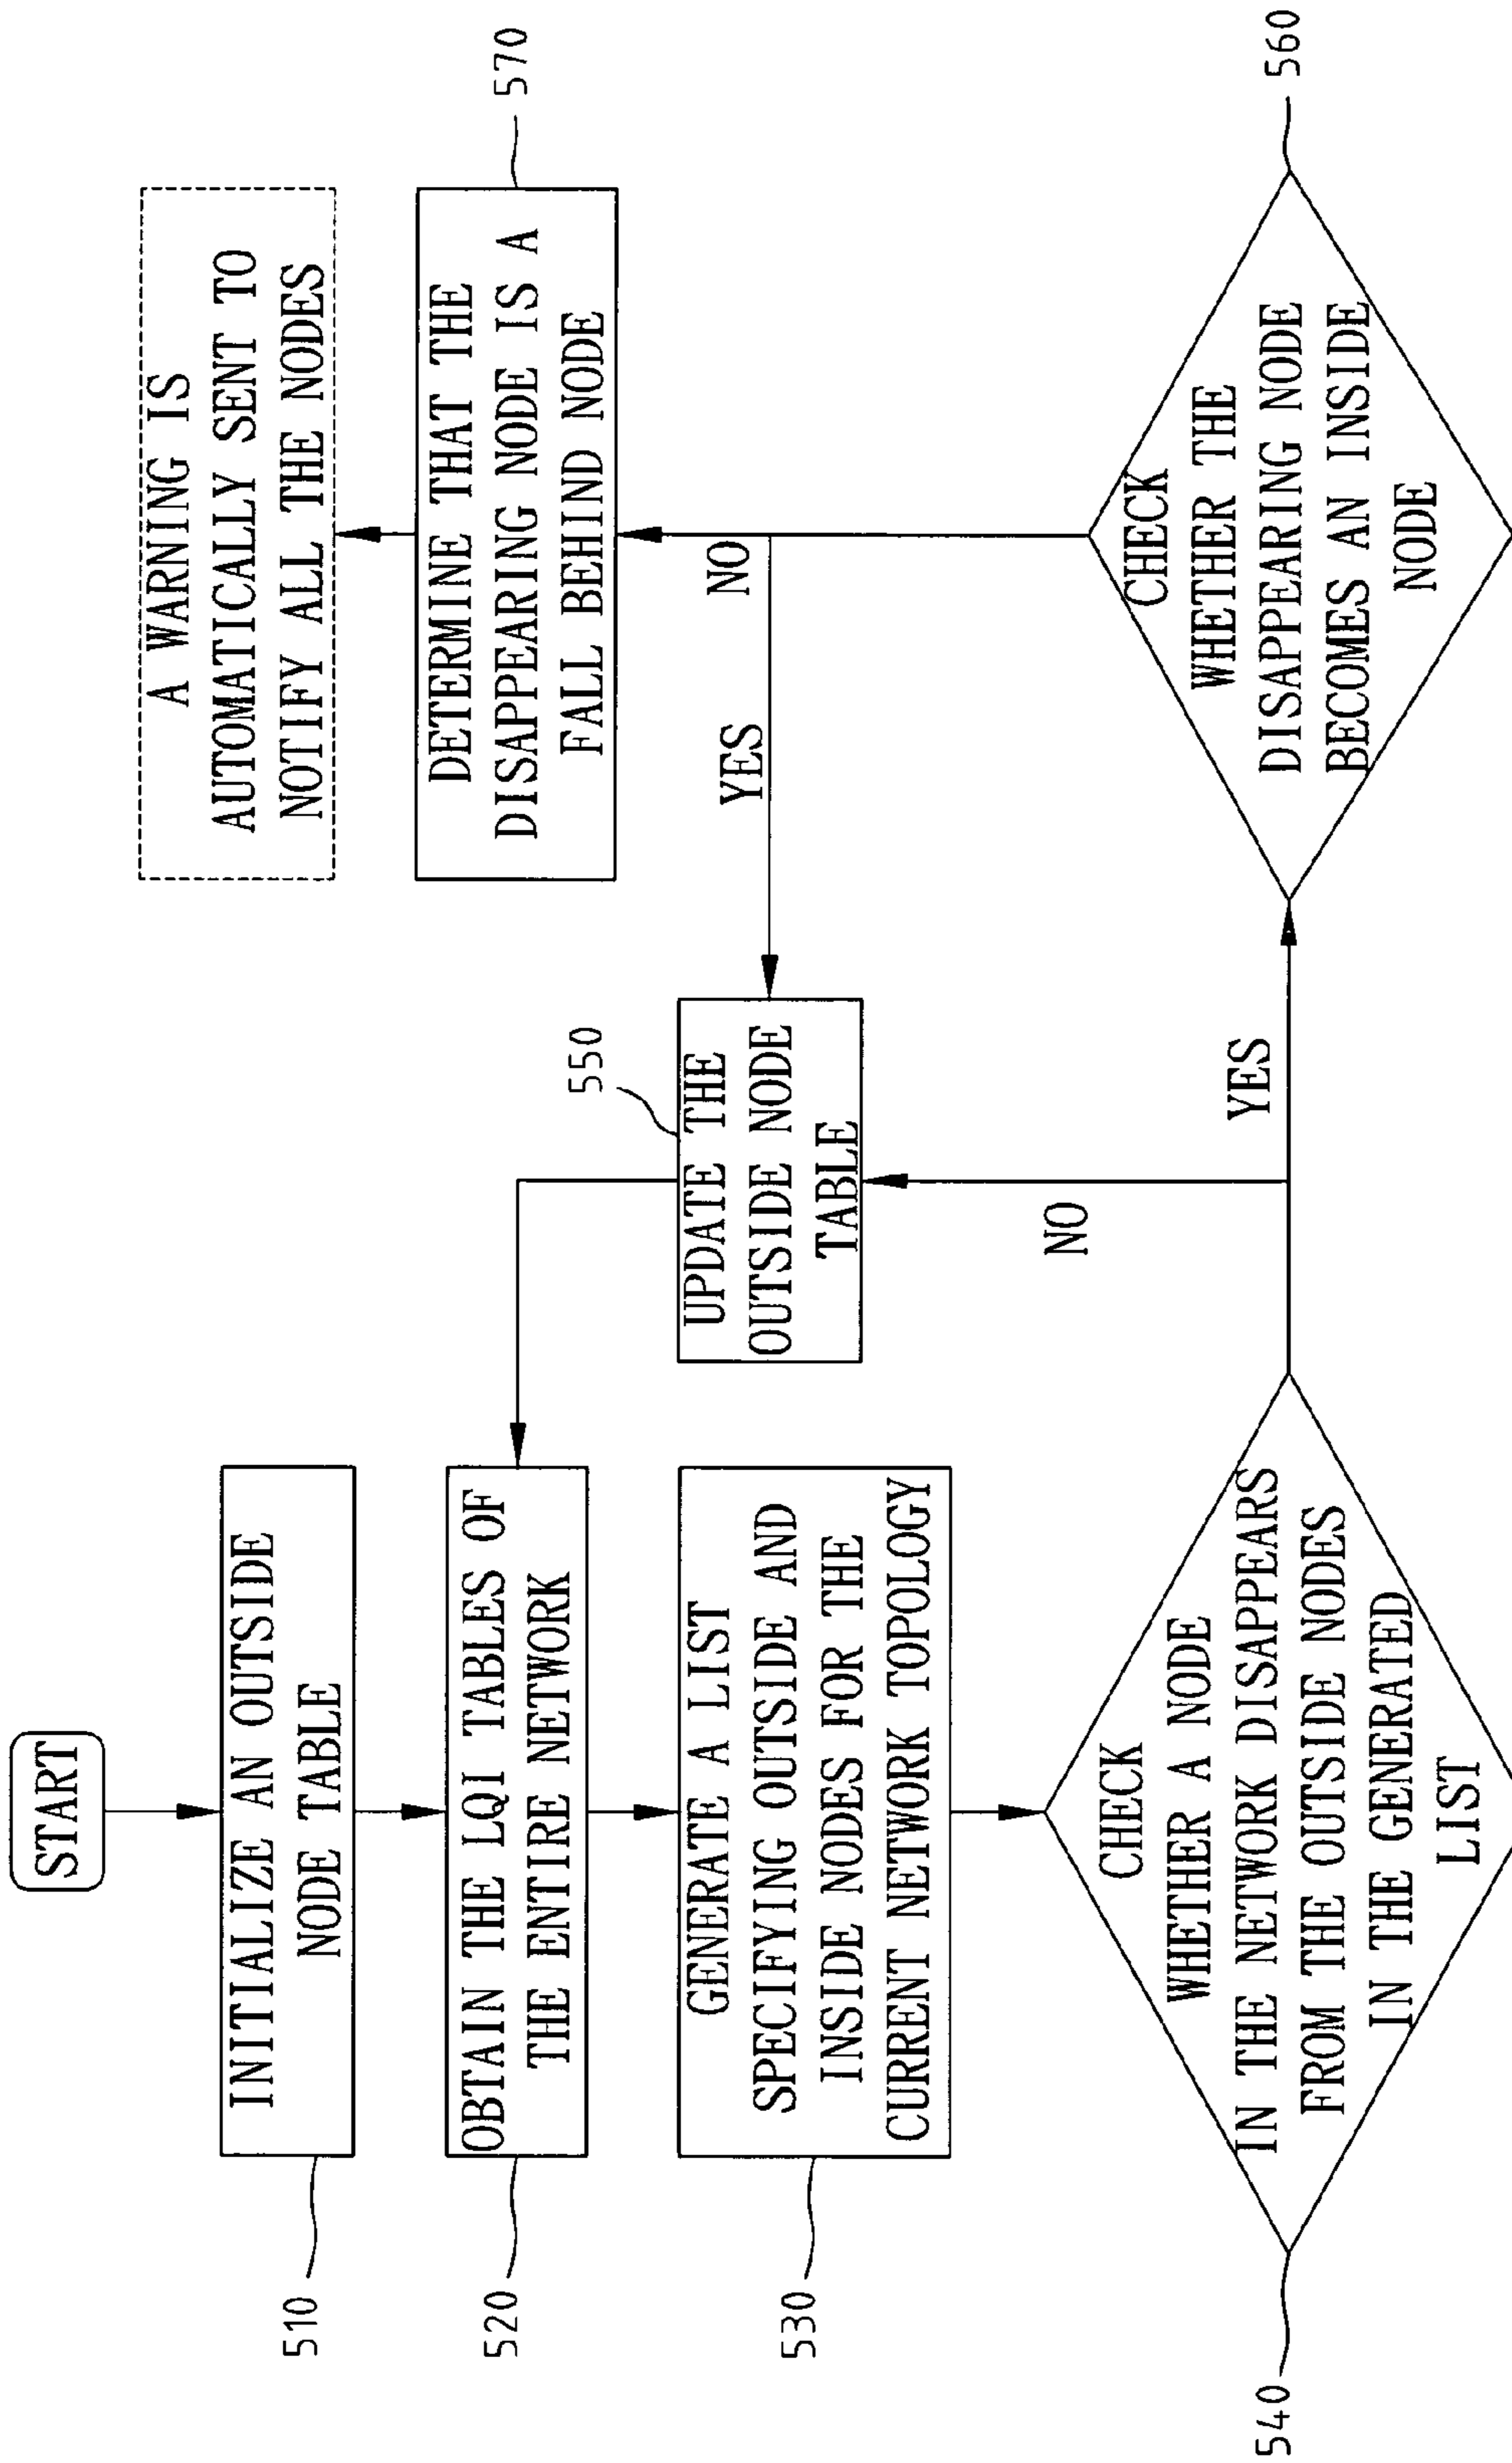 START
INITIALIZE AN OUTSIDE
NODE TABLE
510
OBTAIN THE LQI TABLES OF
THE ENTIRE NETWORK
520
GENERATE A LIST
SPECIFYING OUTSIDE AND
INSIDE NODES FOR THE
CURRENT NETWORK TOPOLOGY
530
CHECK
WHETHER A NODE
IN THE NETWORK DISAPPEARS
FROM THE OUTSIDE NODES
IN THE GENERATED
LIST
540
NO
YES
UPDATE THE
OUTSIDE NODE
TABLE
550
CHECK
WHETHER THE
DISAPPEARING NODE
BECOMES AN INSIDE
NODE
560
YES
NO
DETERMINE THAT THE
DISAPPEARING NODE IS A
FALL BEHIND NODE
570
A WARNING IS
AUTOMATICALLY SENT TO
NOTIFY ALL THE NODES